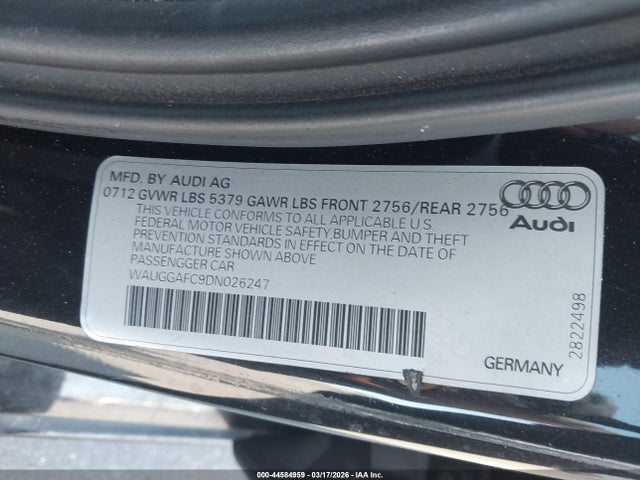 MFD. BY AUDI AG
0712 GVWR LBS 5379 GAWR LBS FRONT 2756/REAR 2756
THIS VEHICLE CONFORMS TO ALL APPLICABLE U.S.
FEDERAL MOTOR VEHICLE SAFETY, BUMPER AND THEFT
PREVENTION STANDARDS IN EFFECT ON THE DATE OF
MANUFACTURE SHOWN ABOVE
PASSENGGER CAR
WAUGGAFC9DN026247
Audi
2822498
GERMANY
000-44584959 | 03/17/2026 | IAA Inc.